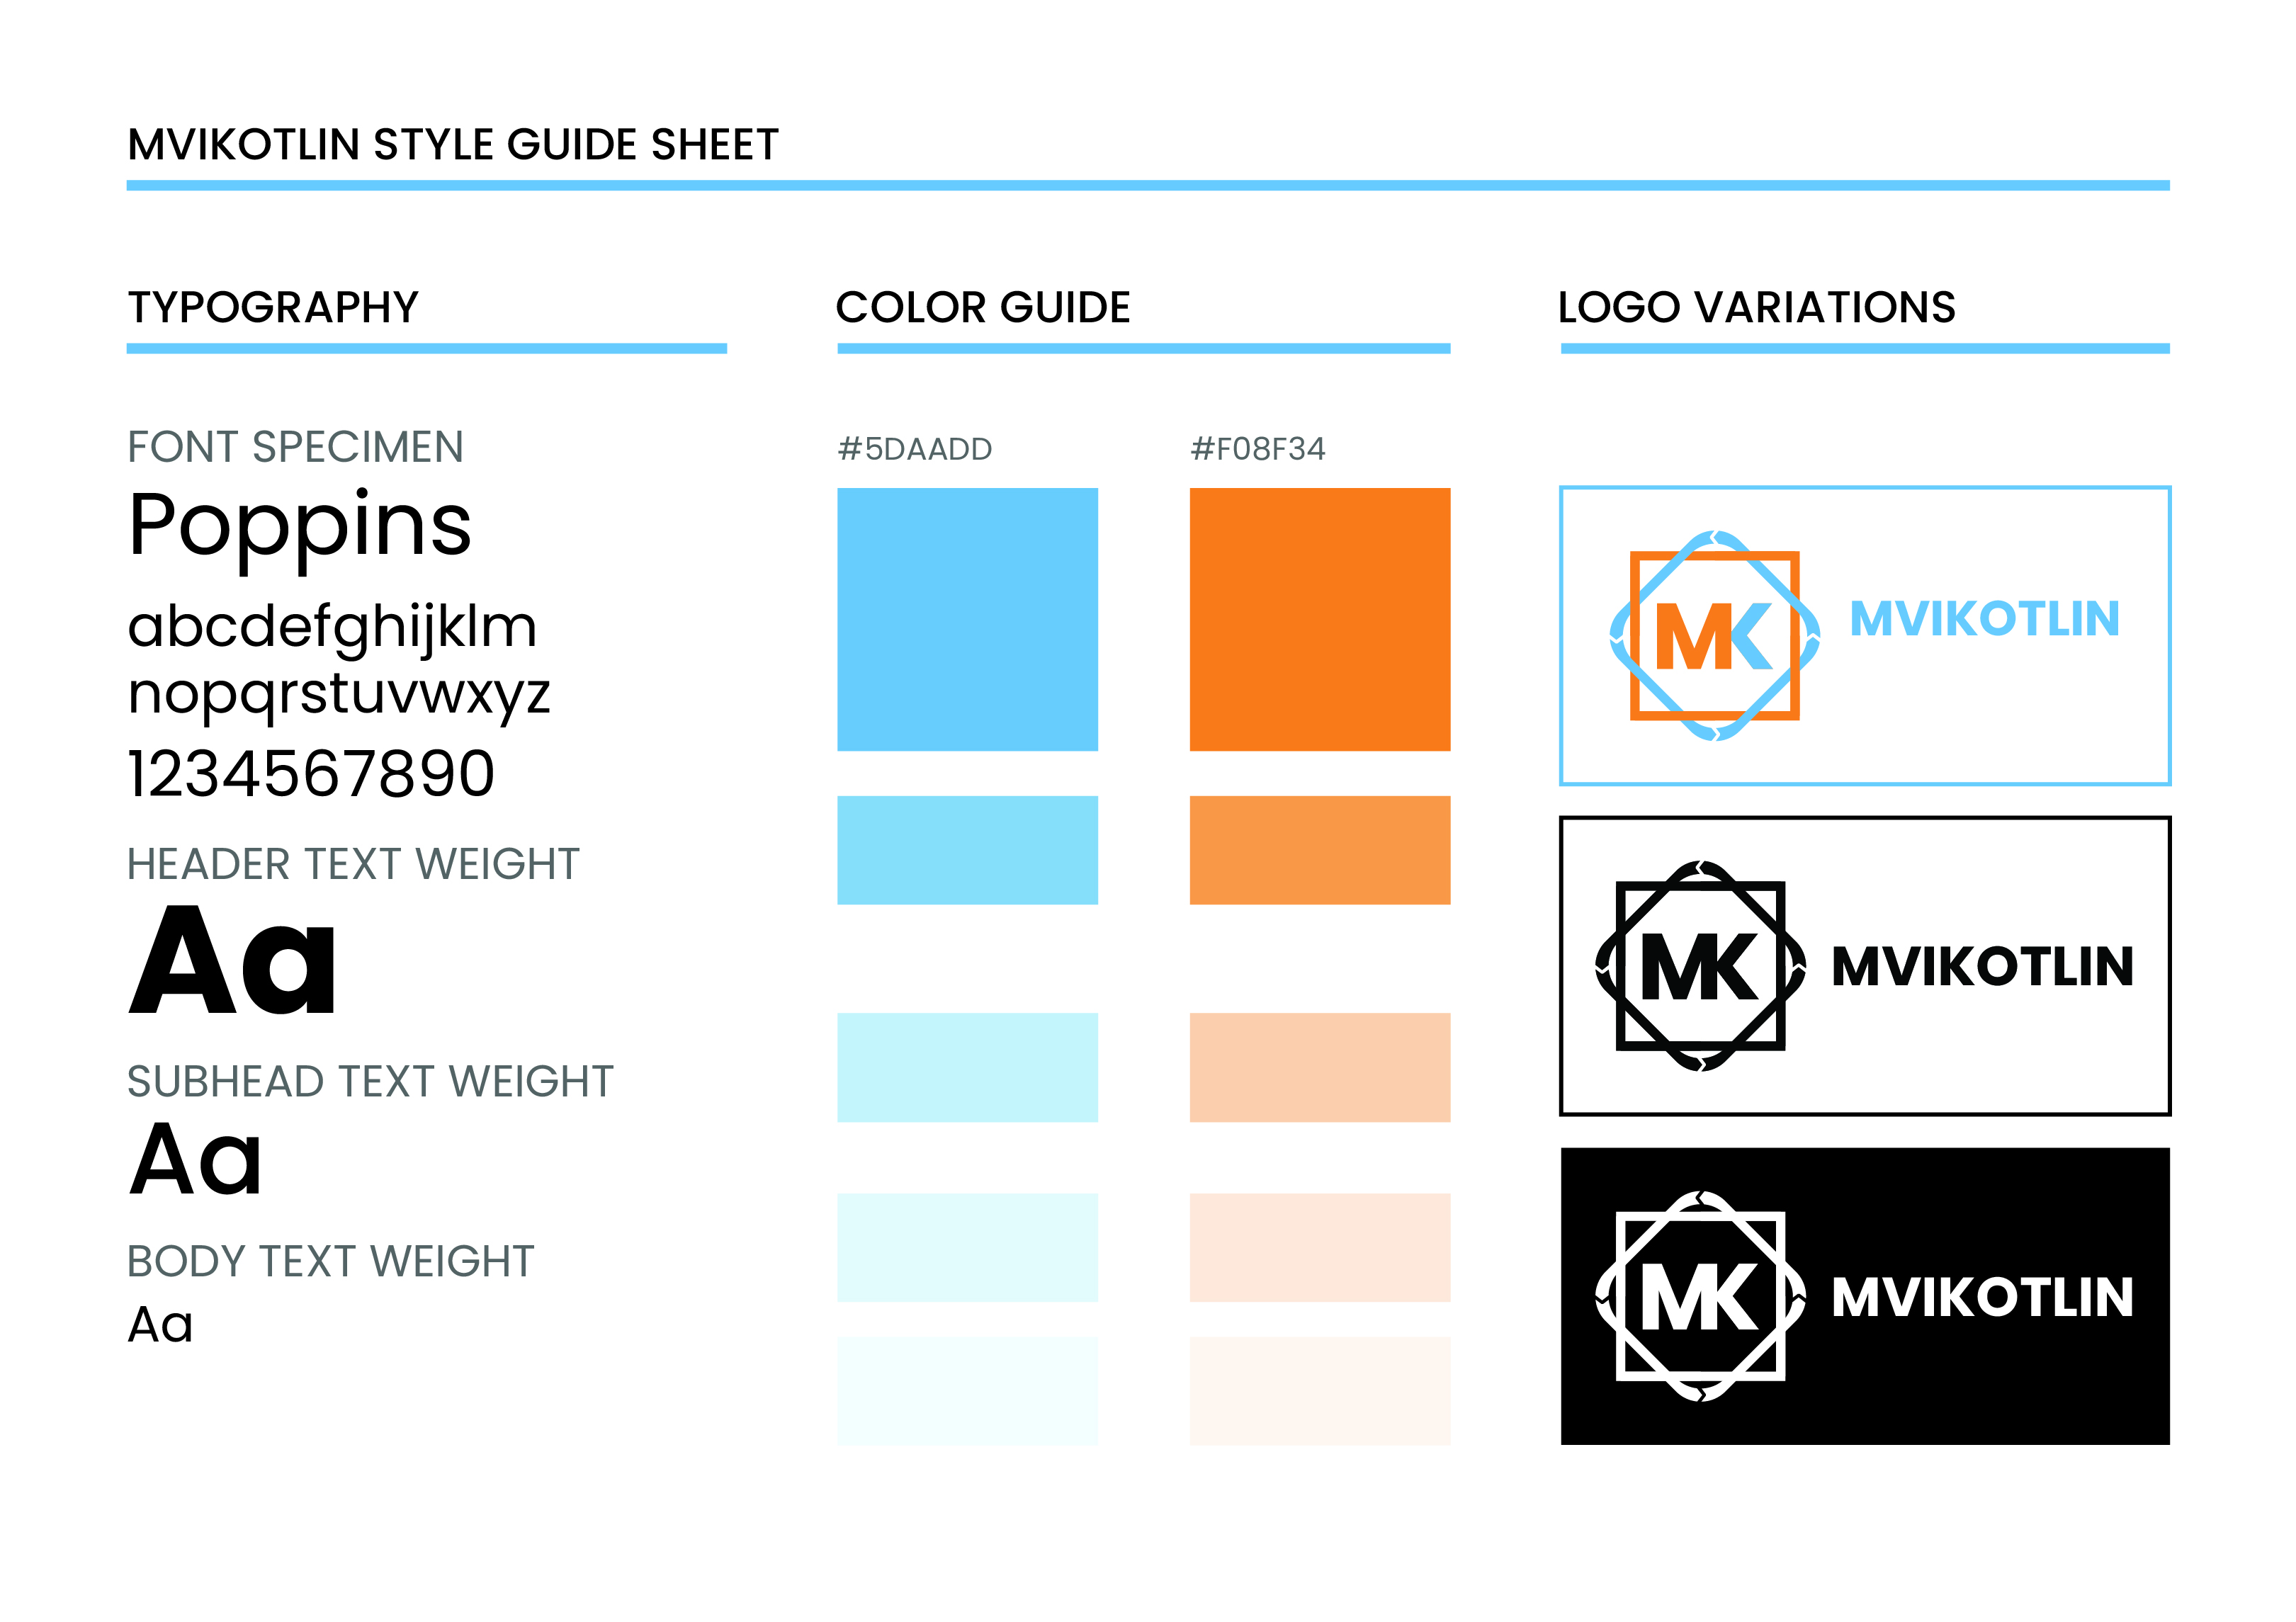 MVIKOTLIN STYLE GUIDE SHEET
TYPOGRAPHY
FONT SPECIMEN
Poppins
abcdefghijklm
nopqrstuvwxyz
1234567890
HEADER TEXT WEIGHT
Aa
SUBHEAD TEXT WEIGHT
Aa
BODY TEXT WEIGHT
Aa
COLOR GUIDE
#5DAADD
#F08F34
LOGO VARIATIONS
MK
MVIKOTLIN
MK
MVIKOTLIN
MK
MVIKOTLIN